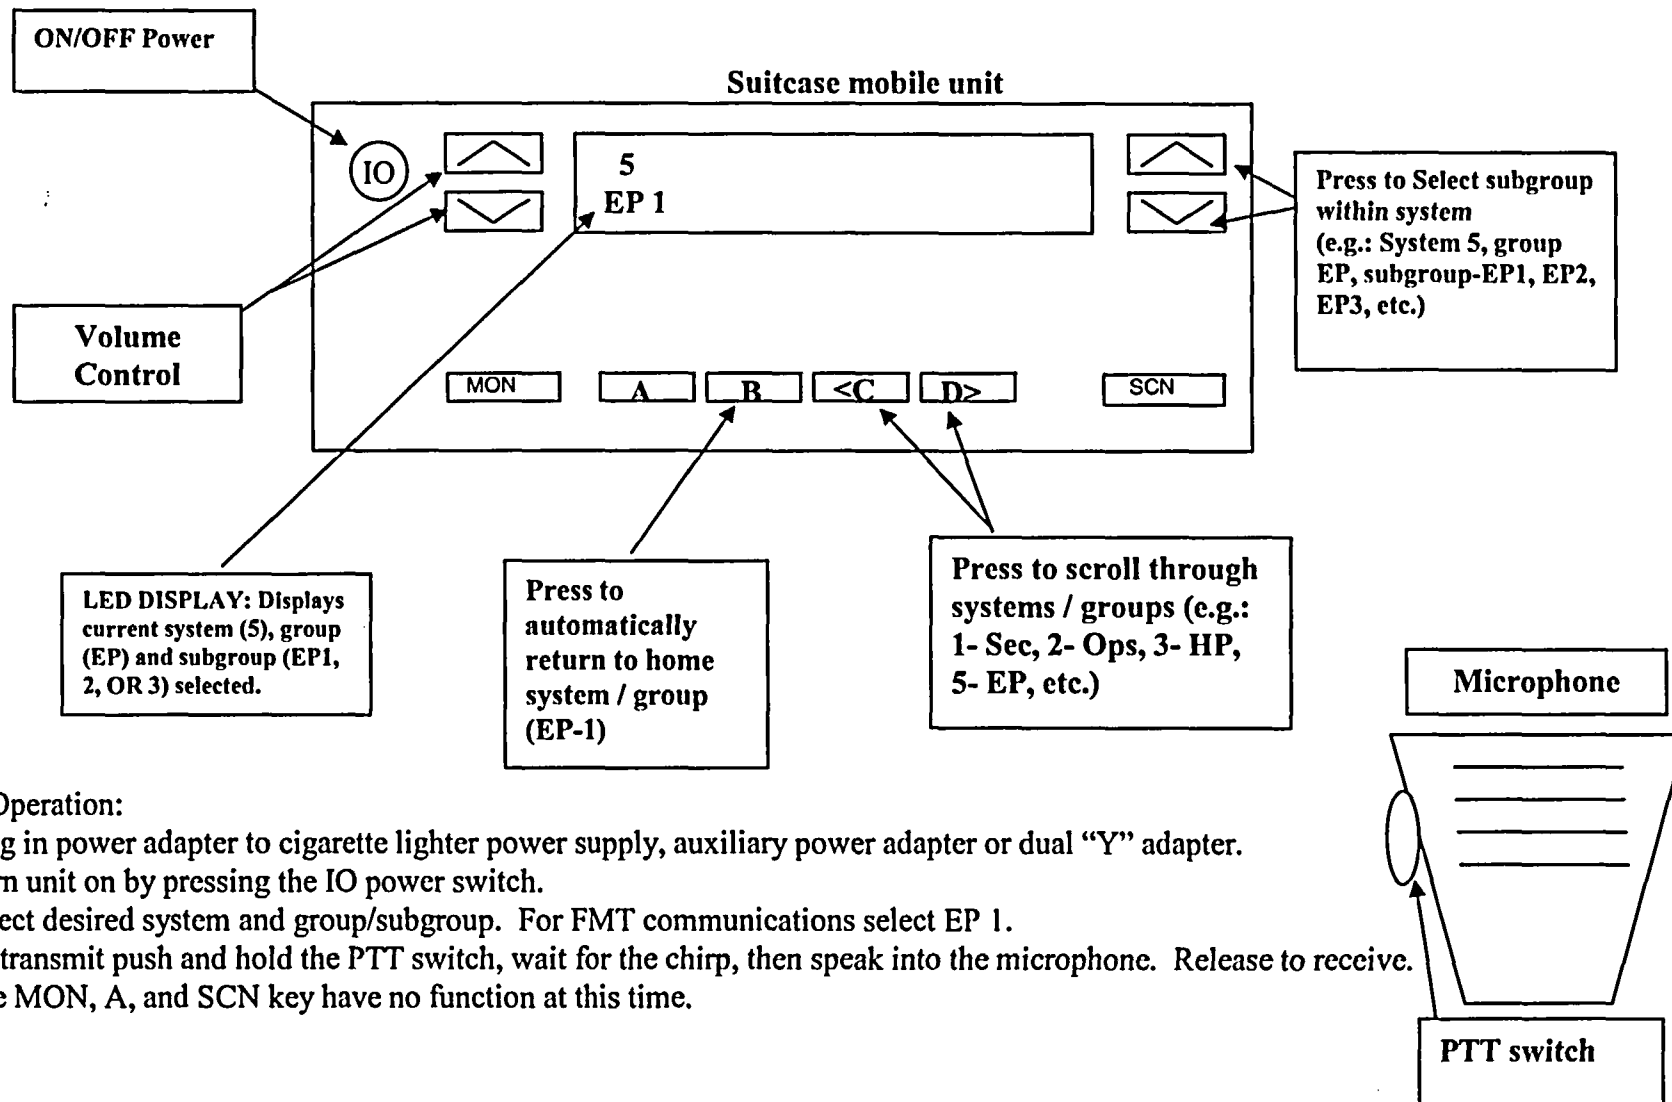 ON/OFF Power
Suitcase mobile unit
IO
5
EP 1
Press to Select subgroup
within system
(e.g.: System 5, group
EP, subgroup-EP1, EP2,
EP3, etc.)
Volume
Control
MON
A
B
<C
D>
SCN
LED DISPLAY: Displays
current system (5), group
(EP) and subgroup (EP1,
2, OR 3) selected.
Press to
automatically
return to home
system / group
(EP-1)
Press to scroll through
systems / groups (e.g.:
1- Sec, 2- Ops, 3- HP,
5- EP, etc.)
Microphone
Operation:
g in power adapter to cigarette lighter power supply, auxiliary power adapter or dual “Y” adapter.
n unit on by pressing the IO power switch.
ect desired system and group/subgroup. For FMT communications select EP 1.
transmit push and hold the PTT switch, wait for the chirp, then speak into the microphone. Release to receive.
e MON, A, and SCN key have no function at this time.
PTT switch